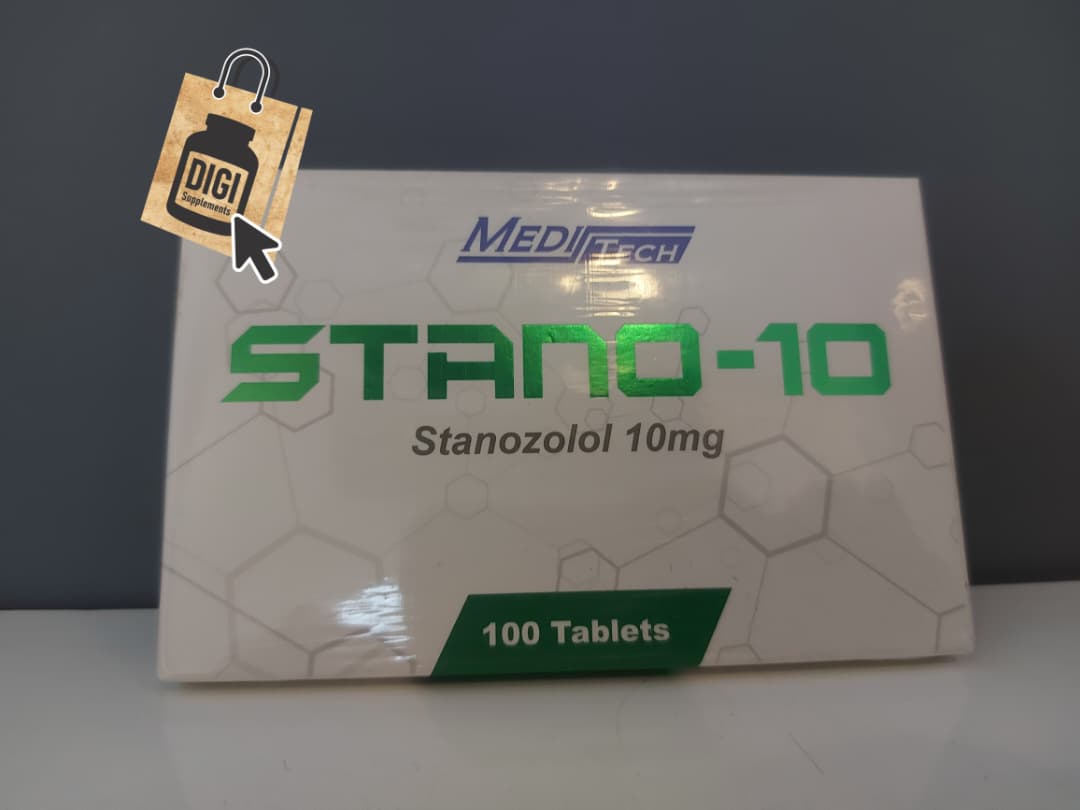 DIGI
Supplements
MEDITECH
STANO-10
Stanozolol 10mg
100 Tablets